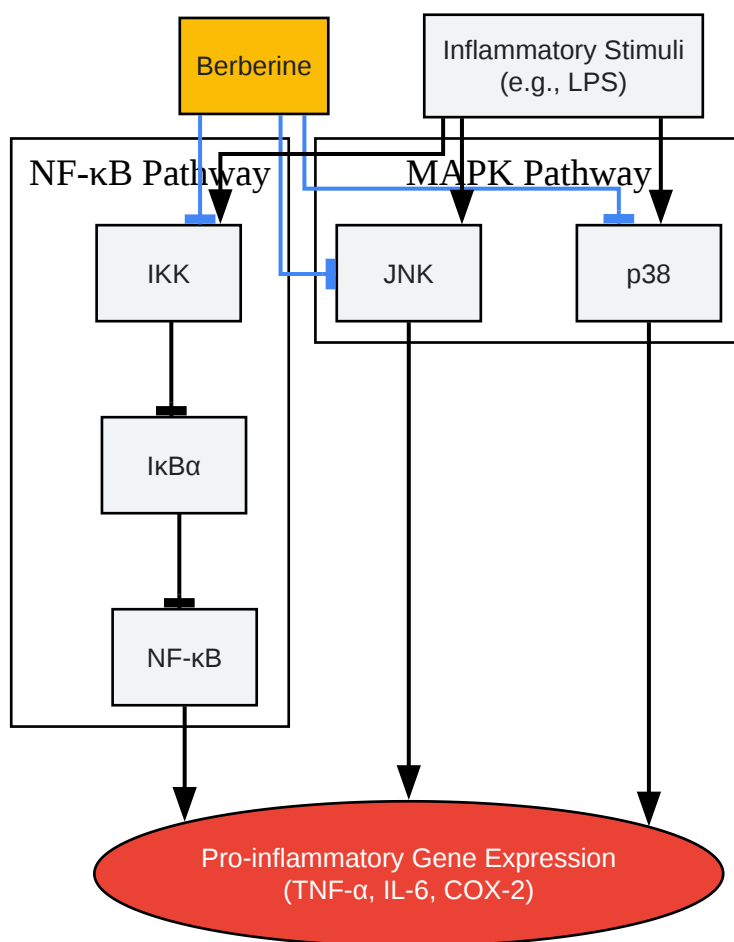 Berberine
Inflammatory Stimuli
(e.g., LPS)
NF-κB Pathway
MAPK Pathway
IKK
JNK
p38
IκBα
NF-κB
Pro-inflammatory Gene Expression
(TNF-α, IL-6, COX-2)